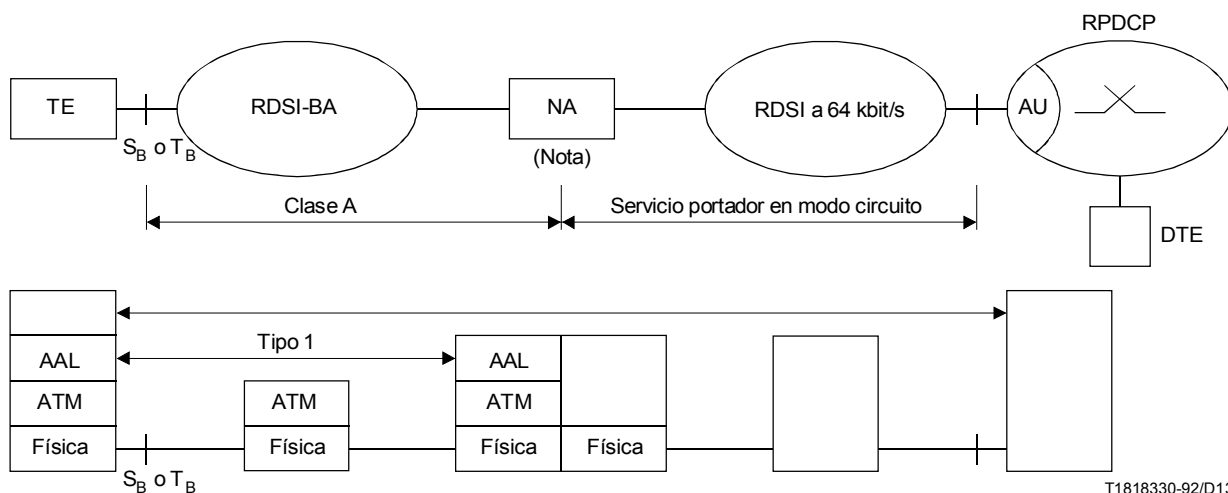 RPDCP
TE
RDSI-BA
NA
RDSI a 64 kbit/s
AU
S_B o T_B
(Nota)
Clase A
Servicio portador en modo circuito
DTE
Tipo 1
AAL
AAL
ATM
ATM
ATM
Física
Física
Física
Física
S_B o T_B
T1818330-92/D13